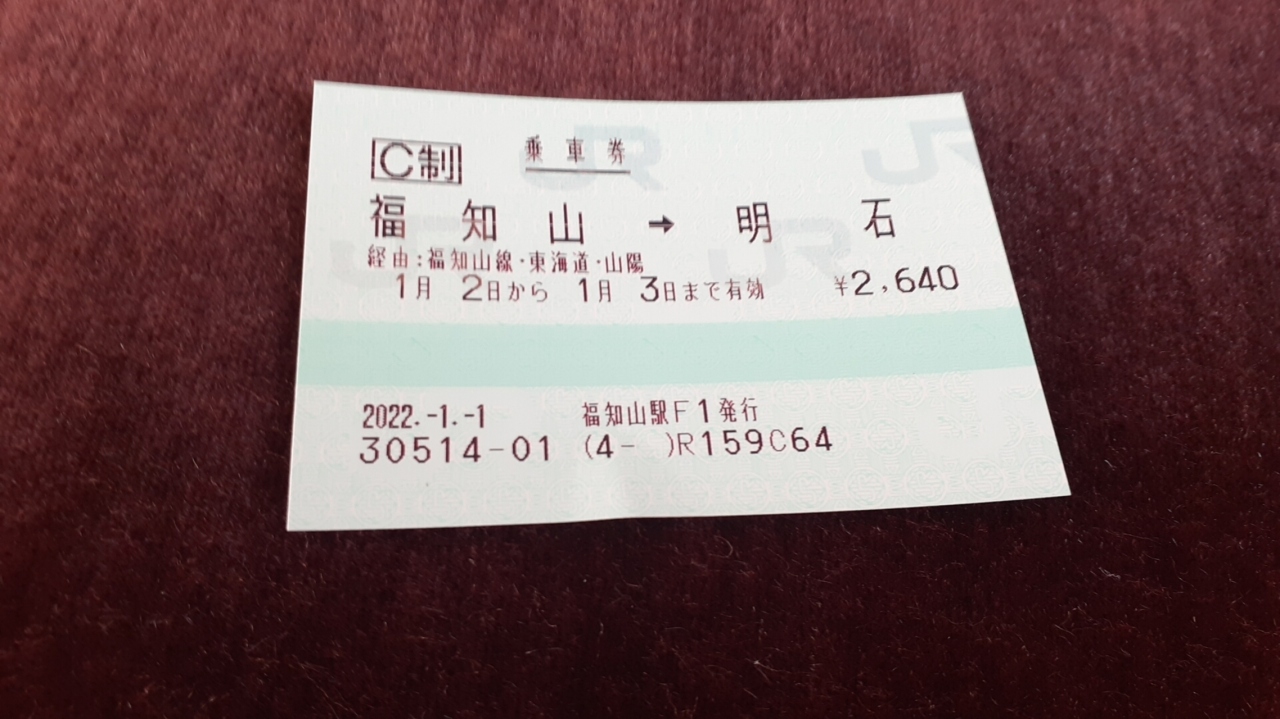 C制 乗車券
福知山 → 明石
経由:福知山線・東海道・山陽
1月 2日から 1月 3日まで有効 ¥2,640
2022.-1.-1 福知山駅F1発行
30514-01 (4- )R159C64